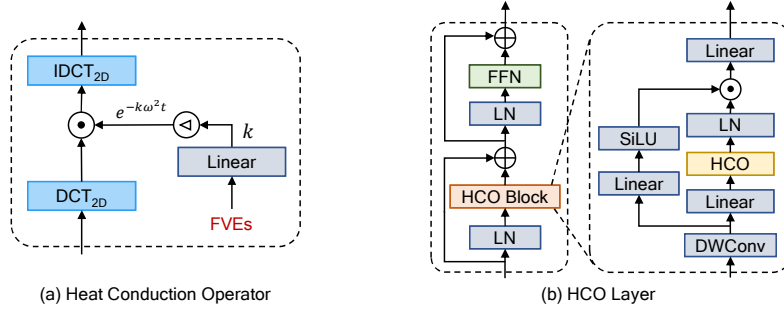 IDCT2D
e^{-kω²t}
k
Linear
DCT2D
FVEs
(a) Heat Conduction Operator
FFN
LN
HCO Block
LN
Linear
LN
SiLU
HCO
Linear
Linear
DWConv
(b) HCO Layer